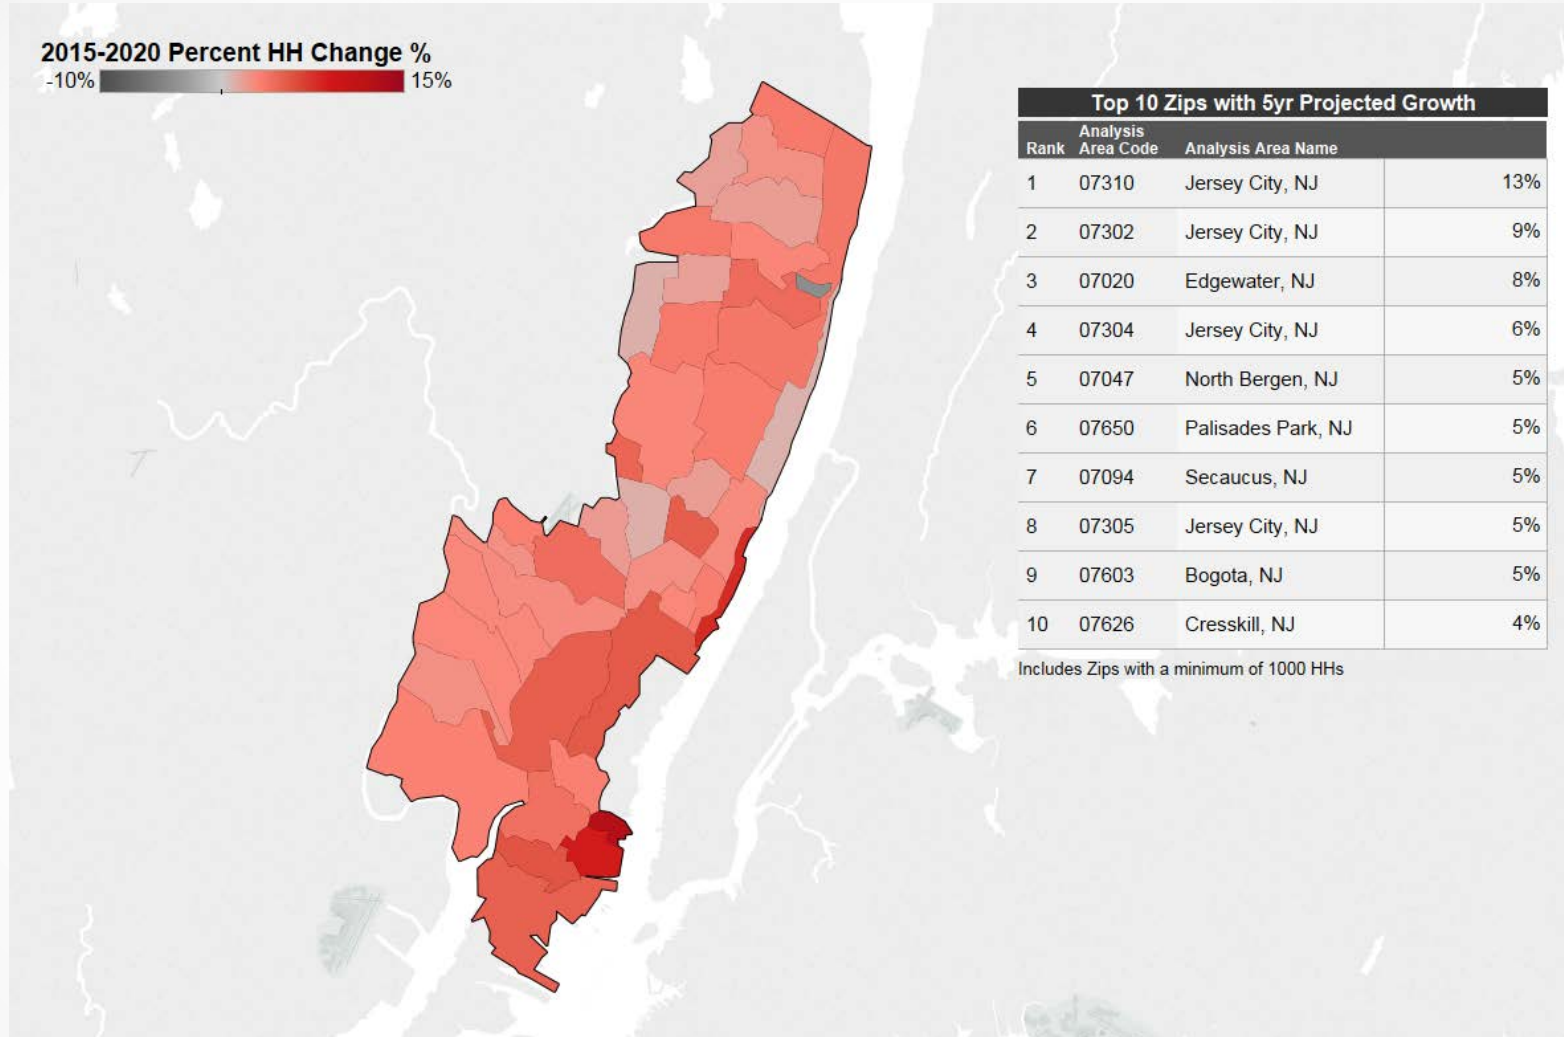 2015-2020 Percent HH Change %
-10% 15%
Top 10 Zips with 5yr Projected Growth
Rank Analysis Area Code Analysis Area Name
1 07310 Jersey City, NJ 13%
2 07302 Jersey City, NJ 9%
3 07020 Edgewater, NJ 8%
4 07304 Jersey City, NJ 6%
5 07047 North Bergen, NJ 5%
6 07650 Palisades Park, NJ 5%
7 07094 Secaucus, NJ 5%
8 07305 Jersey City, NJ 5%
9 07603 Bogota, NJ 5%
10 07626 Cresskill, NJ 4%
Includes Zips with a minimum of 1000 HHs